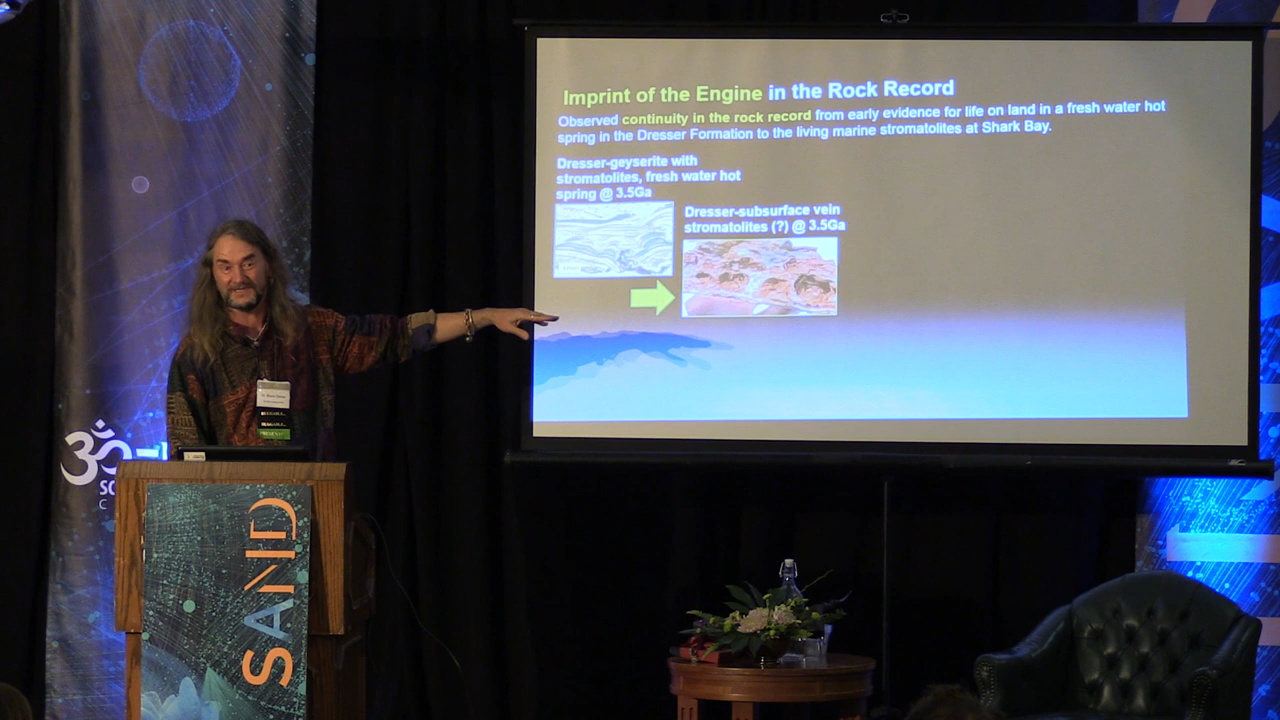 Imprint of the Engine in the Rock Record
Observed continuity in the rock record from early evidence for life on land in a fresh water hot
spring in the Dresser Formation to the living marine stromatolites at Shark Bay.
Dresser-geyserite with
stromatolites, fresh water hot
spring @ 3.5Ga
Dresser-subsurface vein
stromatolites (?) @ 3.5Ga
SAND